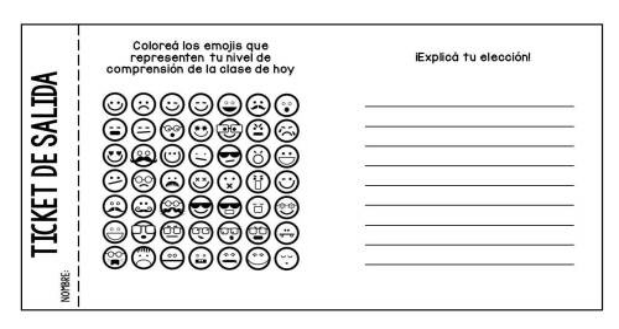 TICKET DE SALIDA
NOMBRE:
Coloreá los emojis que
representen tu nivel de
comprensión de la clase de hoy
¡Explicá tu elección!